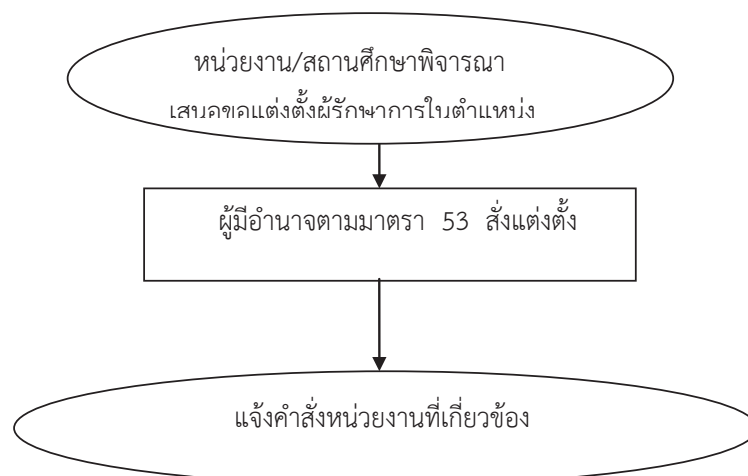 หน่วยงาน/สถานศึกษาพิจารณา
เสนอขอแต่งตั้งผู้รักษาการในตำแหน่ง
ผู้มีอำนาจตามมาตรา 53 สั่งแต่งตั้ง
แจ้งคำสั่งหน่วยงานที่เกี่ยวข้อง